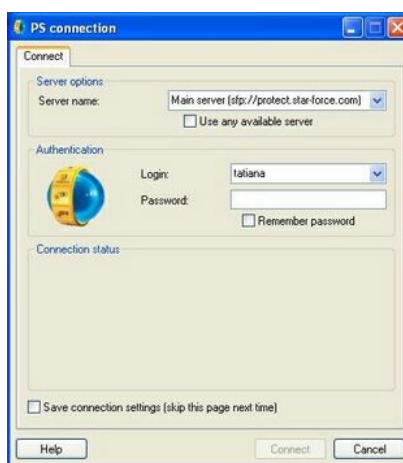 PS connection
Connect
Server options
Server name: Main server (sfp://protect.star-force.com)
Use any available server
Authentication
Login: tatiana
Password:
Remember password
Connection status
Save connection settings (skip this page next time)
Help Connect Cancel